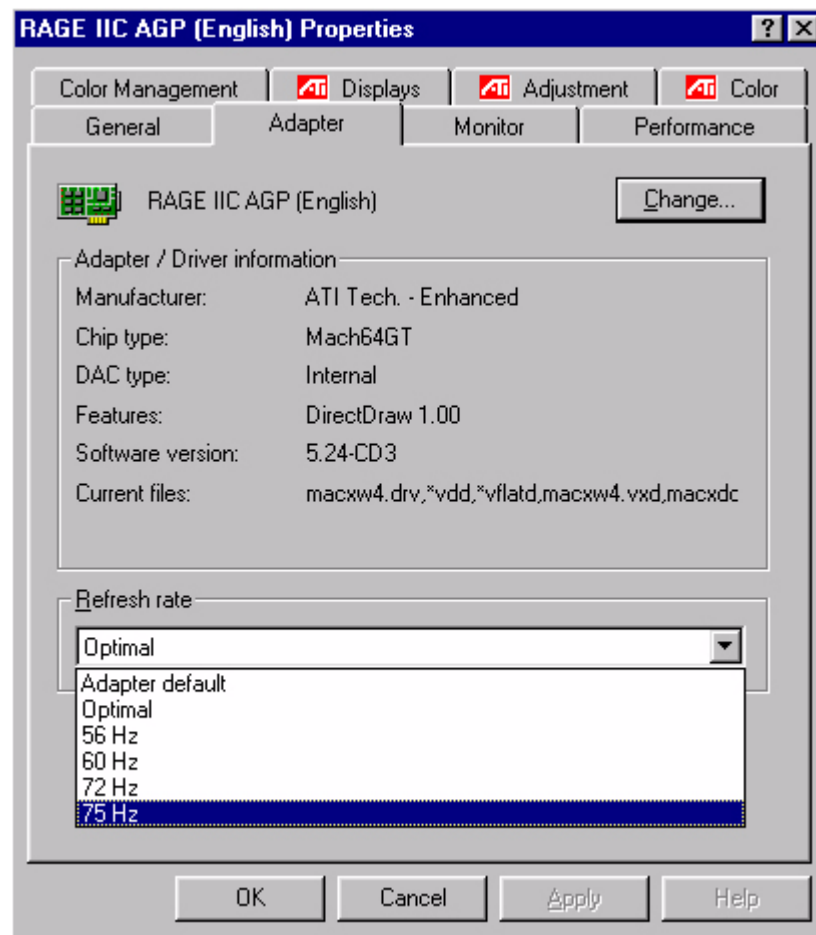 RAGE IIC AGP (English) Properties
Color Management ATI Displays ATI Adjustment ATI Color
General Adapter Monitor Performance
RAGE IIC AGP (English) Change...
Adapter / Driver information
Manufacturer: ATI Tech. - Enhanced
Chip type: Mach64GT
DAC type: Internal
Features: DirectDraw 1.00
Software version: 5.24-CD3
Current files: macxw4.drv,*vdd,*vflatd,macxw4.vxd,macxdc
Refresh rate
Optimal
Adapter default
Optimal
56 Hz
60 Hz
72 Hz
75 Hz
OK Cancel Apply Help